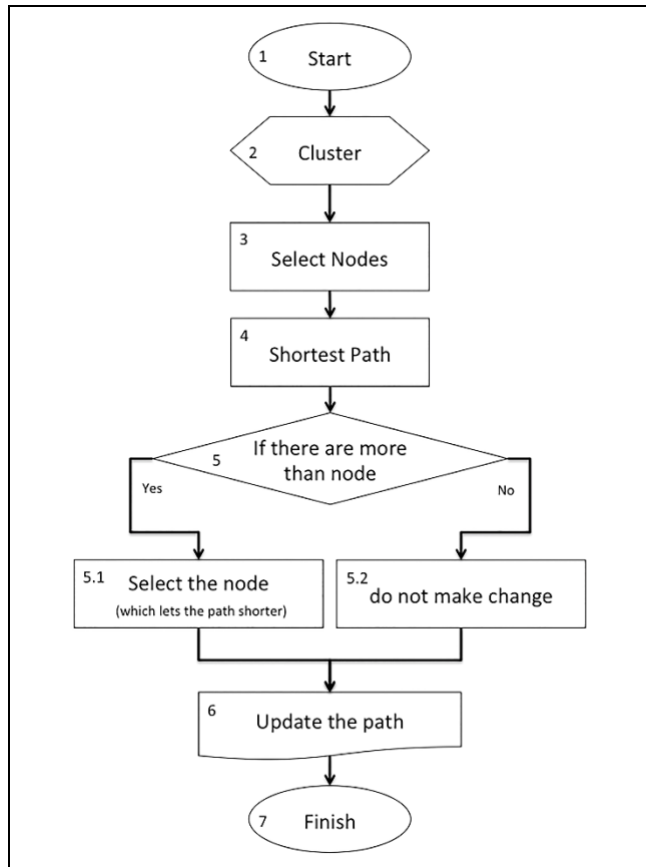 1 Start
2 Cluster
3
Select Nodes
4
Shortest Path
If there are more
5 than node
Yes
No
5.1 Select the node
(which lets the path shorter)
5.2
do not make change
6
Update the path
7 Finish